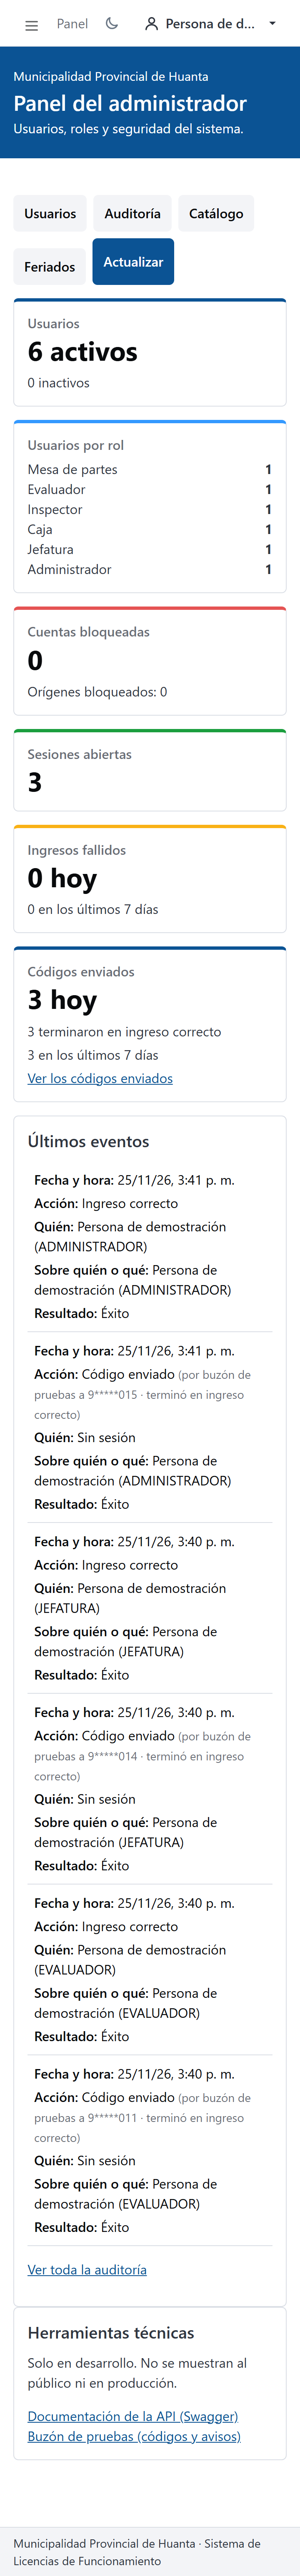 Panel
Persona de d...
Municipalidad Provincial de Huanta
Panel del administrador
Usuarios, roles y seguridad del sistema.
Usuarios
Auditoría
Catálogo
Feriados
Actualizar
Usuarios
6 activos
0 inactivos
Usuarios por rol
Mesa de partes 1
Evaluador 1
Inspector 1
Caja 1
Jefatura 1
Administrador 1
Cuentas bloqueadas
0
Orígenes bloqueados: 0
Sesiones abiertas
3
Ingresos fallidos
0 hoy
0 en los últimos 7 días
Códigos enviados
3 hoy
3 terminaron en ingreso correcto
3 en los últimos 7 días
Ver los códigos enviados
Últimos eventos
Fecha y hora: 25/11/26, 3:41 p. m.
Acción: Ingreso correcto
Quién: Persona de demostración
(ADMINISTRADOR)
Sobre quién o qué: Persona de
demostración (ADMINISTRADOR)
Resultado: Éxito
Fecha y hora: 25/11/26, 3:41 p. m.
Acción: Código enviado (por buzón de
pruebas a 9*****015 · terminó en ingreso
correcto)
Quién: Sin sesión
Sobre quién o qué: Persona de
demostración (ADMINISTRADOR)
Resultado: Éxito
Fecha y hora: 25/11/26, 3:40 p. m.
Acción: Ingreso correcto
Quién: Persona de demostración
(JEFATURA)
Sobre quién o qué: Persona de
demostración (JEFATURA)
Resultado: Éxito
Fecha y hora: 25/11/26, 3:40 p. m.
Acción: Código enviado (por buzón de
pruebas a 9*****014 · terminó en ingreso
correcto)
Quién: Sin sesión
Sobre quién o qué: Persona de
demostración (JEFATURA)
Resultado: Éxito
Fecha y hora: 25/11/26, 3:40 p. m.
Acción: Ingreso correcto
Quién: Persona de demostración
(EVALUADOR)
Sobre quién o qué: Persona de
demostración (EVALUADOR)
Resultado: Éxito
Fecha y hora: 25/11/26, 3:40 p. m.
Acción: Código enviado (por buzón de
pruebas a 9*****011 · terminó en ingreso
correcto)
Quién: Sin sesión
Sobre quién o qué: Persona de
demostración (EVALUADOR)
Resultado: Éxito
Ver toda la auditoría
Herramientas técnicas
Solo en desarrollo. No se muestran al
público ni en producción.
Documentación de la API (Swagger)
Buzón de pruebas (códigos y avisos)
Municipalidad Provincial de Huanta · Sistema de
Licencias de Funcionamiento